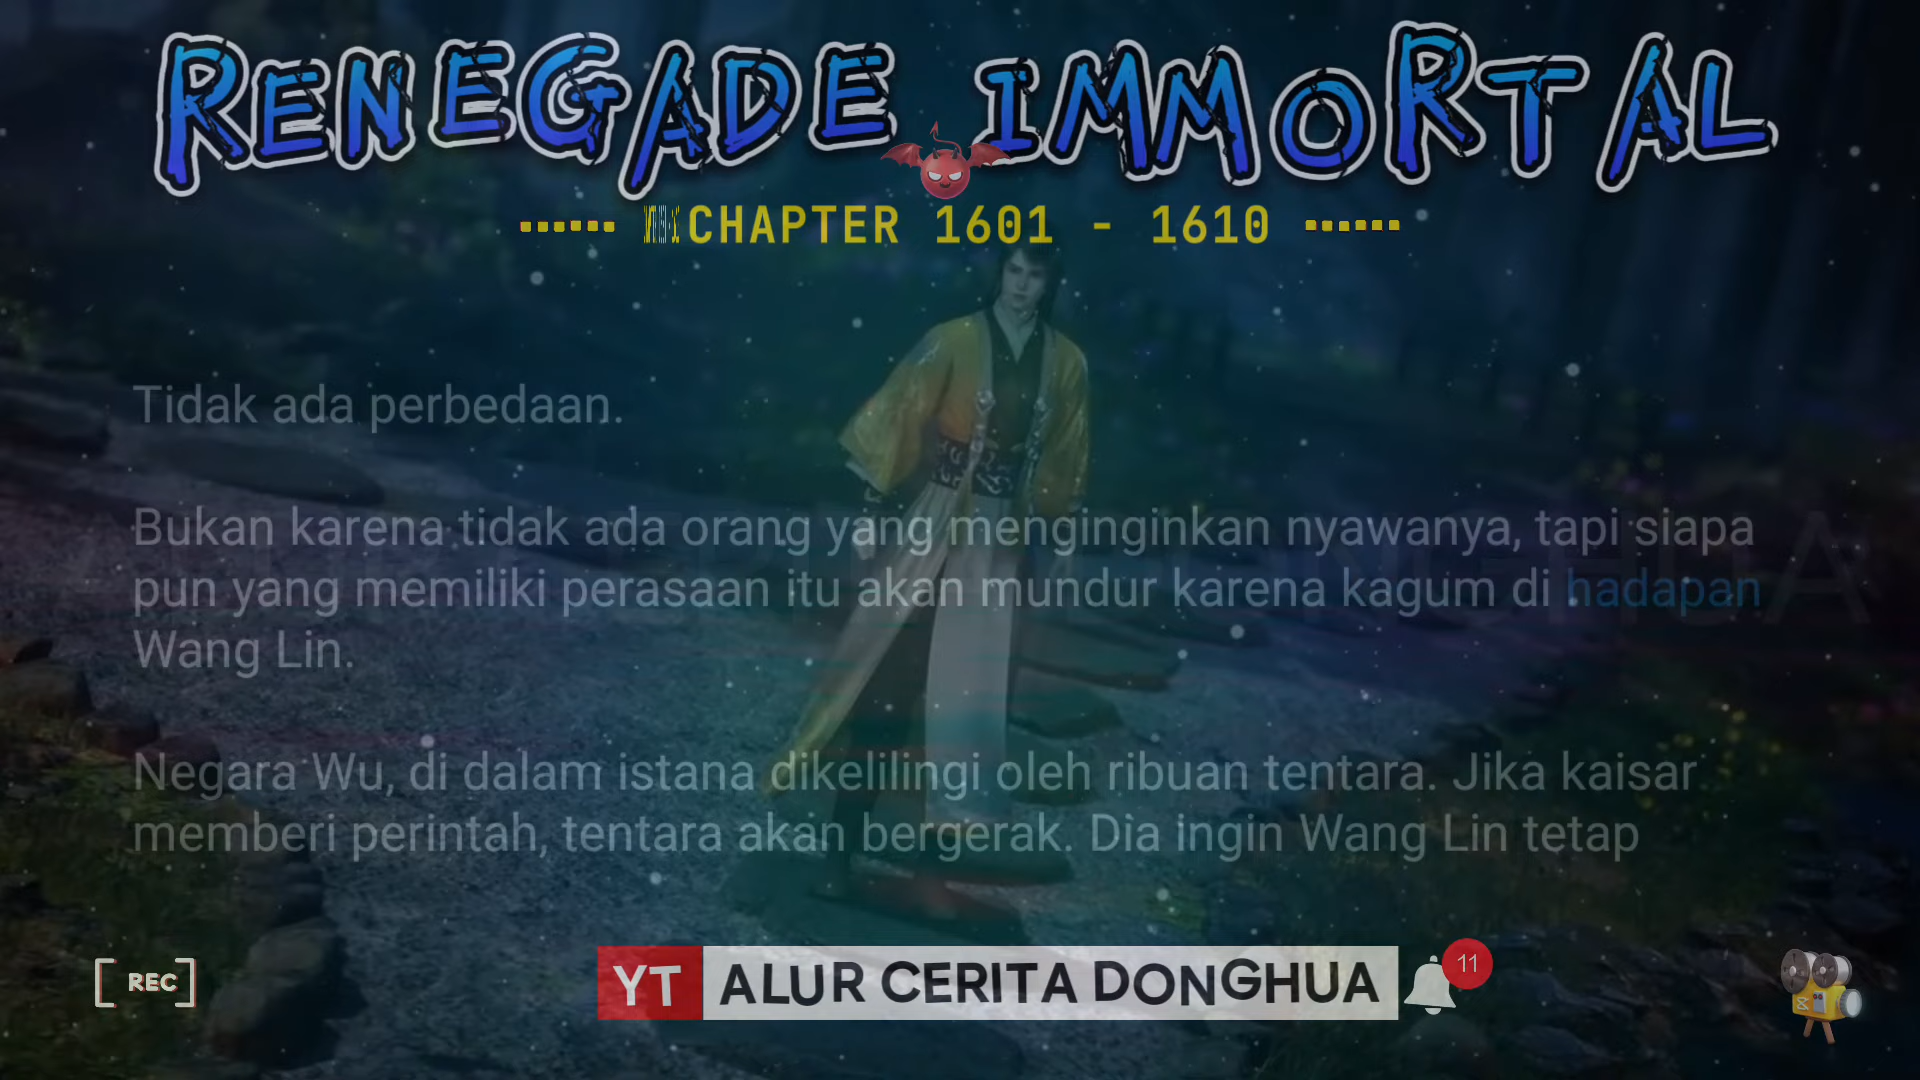 RENEGADE IMMORTAL
CHAPTER 1601 - 1610
Tidak ada perbedaan.
Bukan karena tidak ada orang yang menginginkan nyawanya, tapi siapa
pun yang memiliki perasaan itu akan mundur karena kagum di hadapan
Wang Lin.
Negara Wu, di dalam istana dikelilingi oleh ribuan tentara. Jika kaisar
memberi perintah, tentara akan bergerak. Dia ingin Wang Lin tetap
[ REC ]
YT ALUR CERITA DONGHUA
11